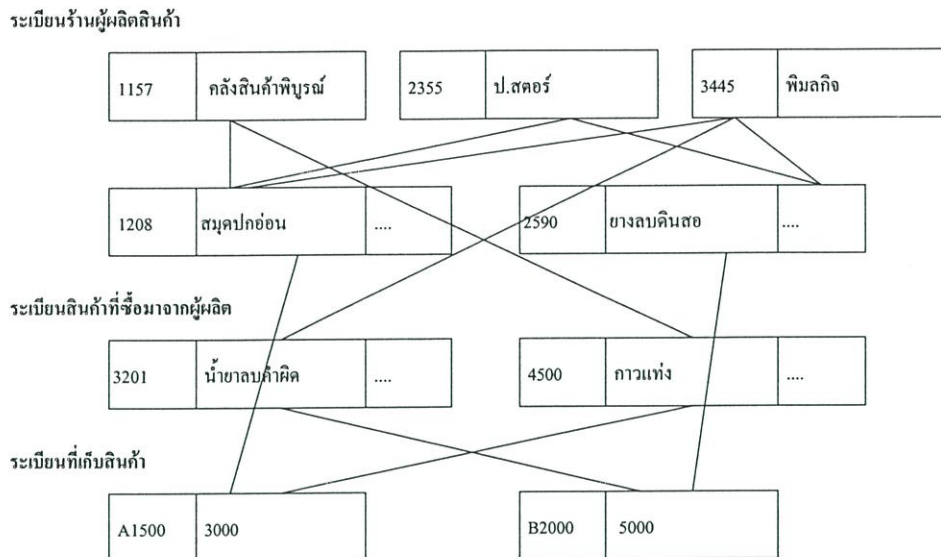 ระเบียนร้านผู้ผลิตสินค้า
1157 คลังสินค้าพิบูรณ์ 2355 ป.สตอร์ 3445 พิมลกิจ
1208 สมุดปกอ่อน .... 2590 ยางลบดินสอ ....
ระเบียนสินค้าที่ซื้อมาจากผู้ผลิต
3201 น้ำยาลบคำผิด .... 4500 กาวแท่ง ....
ระเบียนที่เก็บสินค้า
A1500 3000 B2000 5000